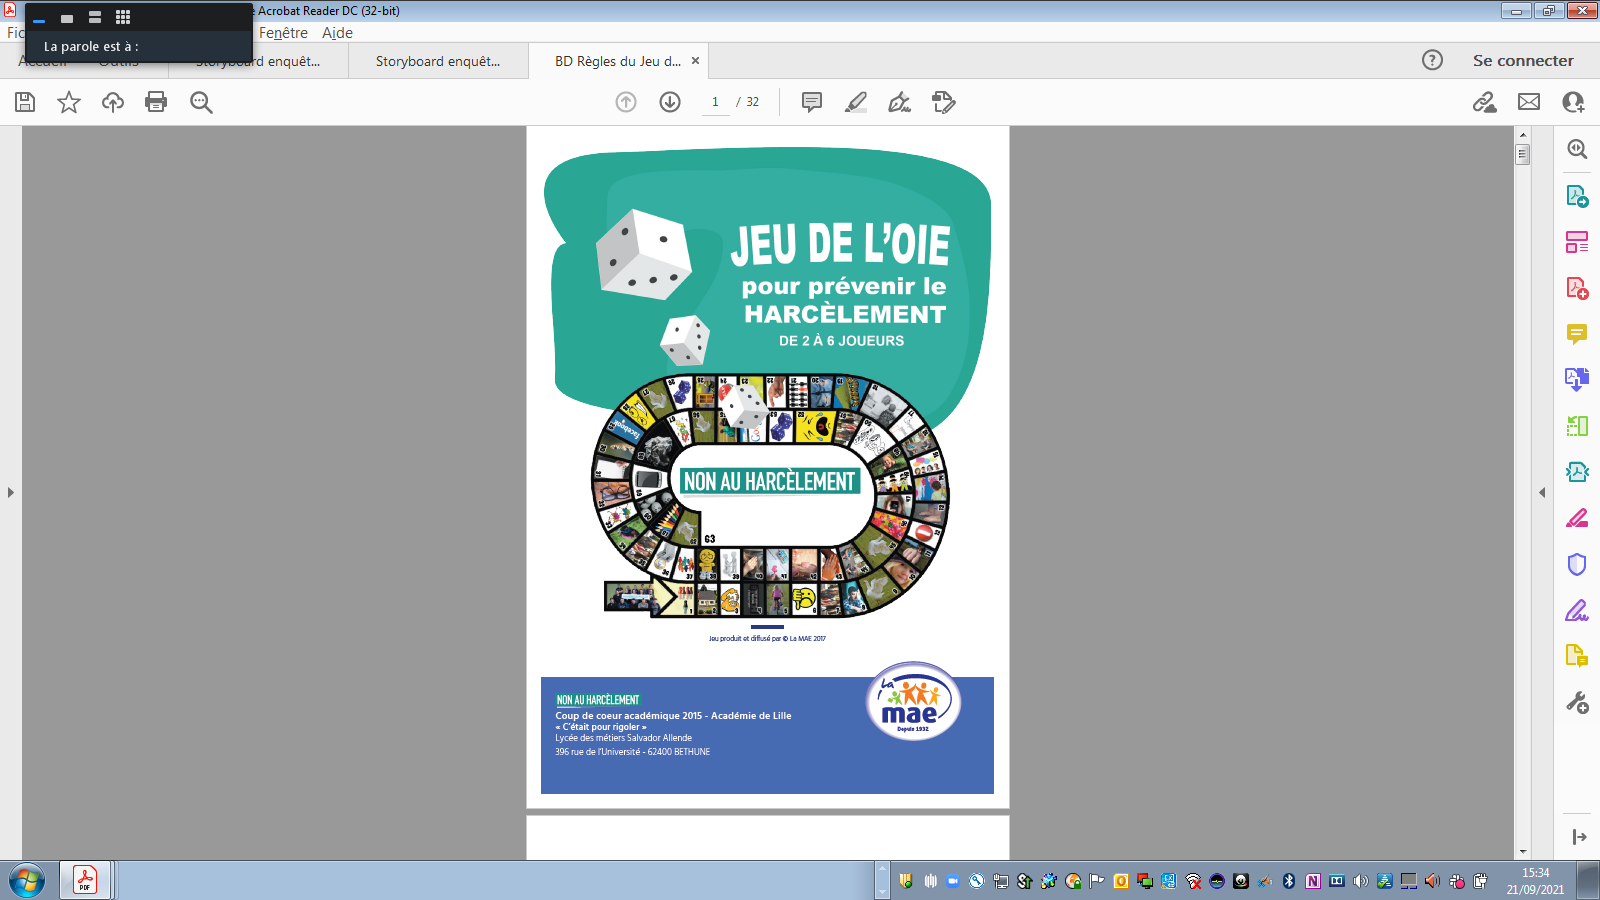 e Acrobat Reader DC (32-bit)
La parole est à :
Fenêtre Aide
Storyboard enquêt...
Storyboard enquêt...
BD Règles du Jeu d... ×
Se connecter
1 / 32
JEU DE L'OIE
pour prévenir le
HARCÈLEMENT
DE 2 À 6 JOUEURS
facebook
NON AU HARCÈLEMENT
63
Jeu produit et diffusé par © La MAE 2017
NON AU HARCÈLEMENT
Coup de coeur académique 2015 - Académie de Lille
« C'était pour rigoler »
Lycée des métiers Salvador Allende
396 rue de l'Université - 62400 BETHUNE
La
mae
Depuis 1932
PDF
15:34
21/09/2021